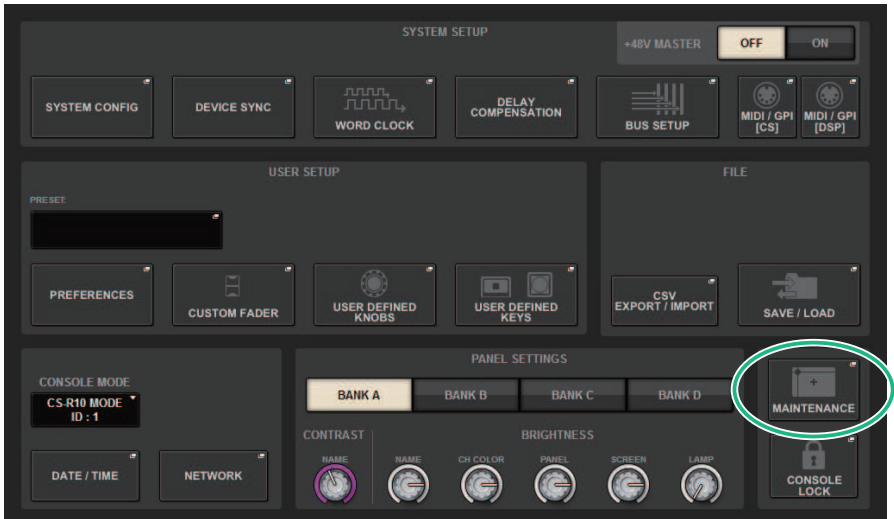 SYSTEM SETUP
+48V MASTER
OFF
ON
SYSTEM CONFIG
DEVICE SYNC
WORD CLOCK
DELAY
COMPENSATION
BUS SETUP
MIDI / GPI
[CS]
MIDI / GPI
[DSP]
USER SETUP
PRESET
PREFERENCES
CUSTOM FADER
USER DEFINED
KNOBS
USER DEFINED
KEYS
FILE
CSV
EXPORT / IMPORT
SAVE / LOAD
CONSOLE MODE
CS-R10 MODE
ID : 1
DATE / TIME
NETWORK
PANEL SETTINGS
BANK A
BANK B
BANK C
BANK D
CONTRAST
BRIGHTNESS
NAME
NAME
CH COLOR
PANEL
SCREEN
LAMP
MAINTENANCE
CONSOLE
LOCK